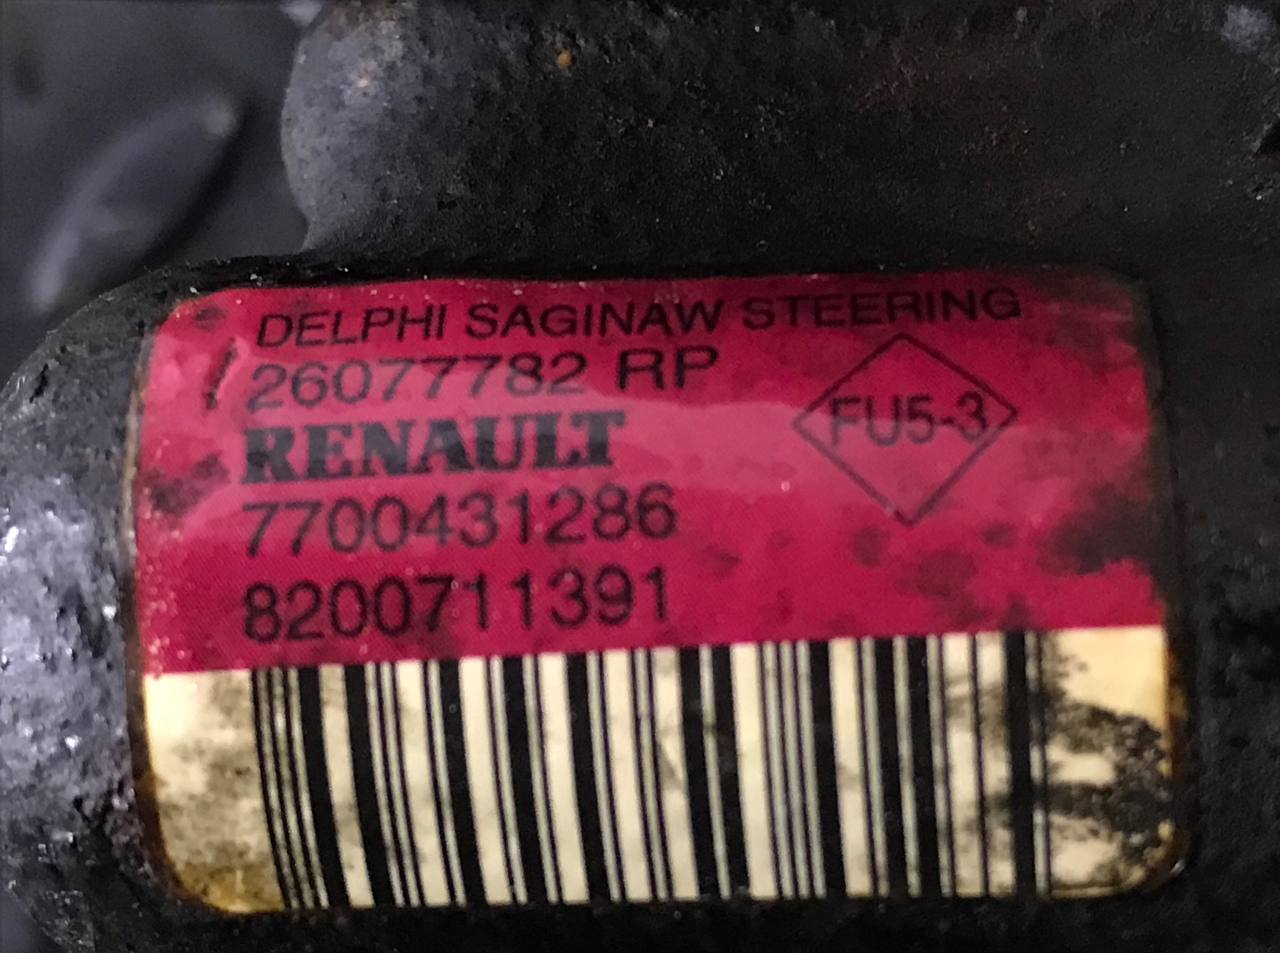 DELPHI SAGINAW STEERING
26077782 RP
RENAULT
FU5-3
7700431286
8200711391